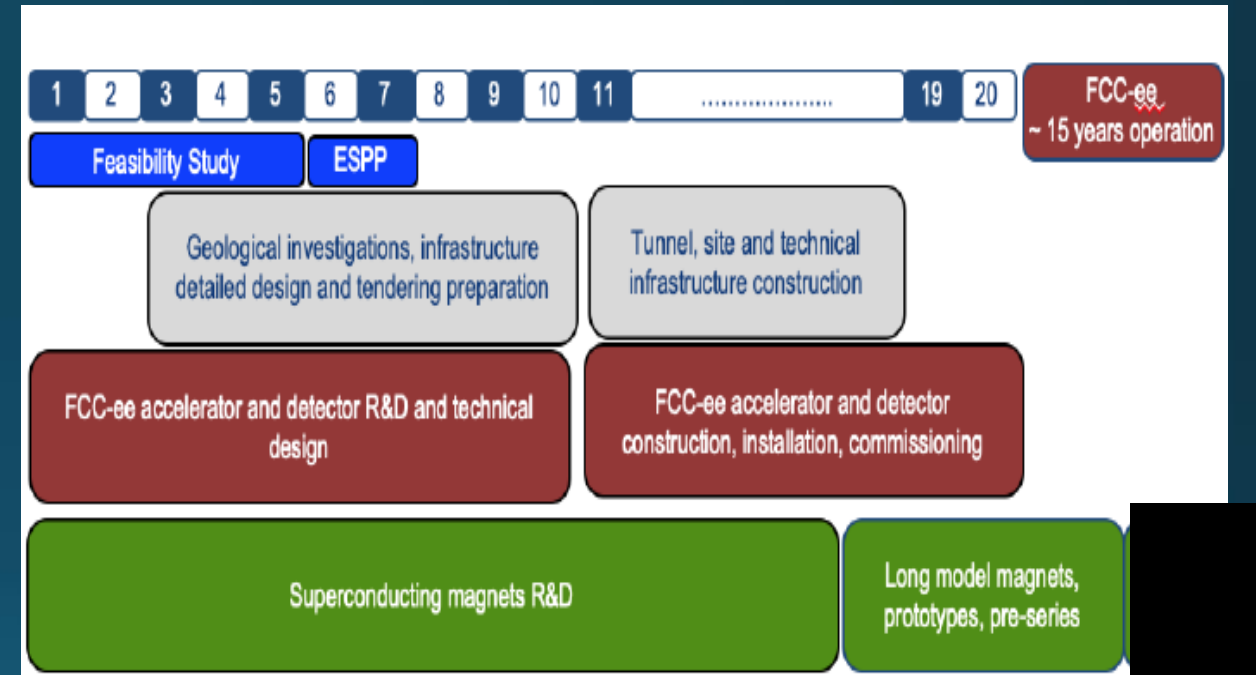 1 2 3 4 5 6 7 8 9 10 11 .................... 19 20
FCC-ee
~ 15 years operation
Feasibility Study
ESPP
Geological investigations, infrastructure
detailed design and tendering preparation
Tunnel, site and technical
infrastructure construction
FCC-ee accelerator and detector R&D and technical
design
FCC-ee accelerator and detector
construction, installation, commissioning
Superconducting magnets R&D
Long model magnets,
prototypes, pre-series